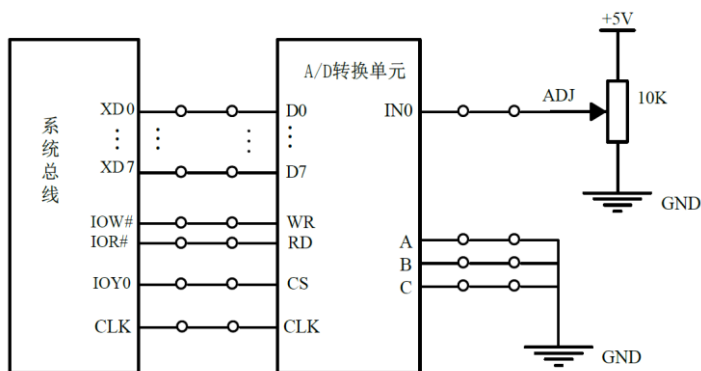 +5V
A/D转换单元
XD0
D0
IN0
ADJ
10K
系统总线
XD7
D7
GND
IOW#
WR
IOR#
RD
A
B
IOY0
CS
C
CLK
CLK
GND